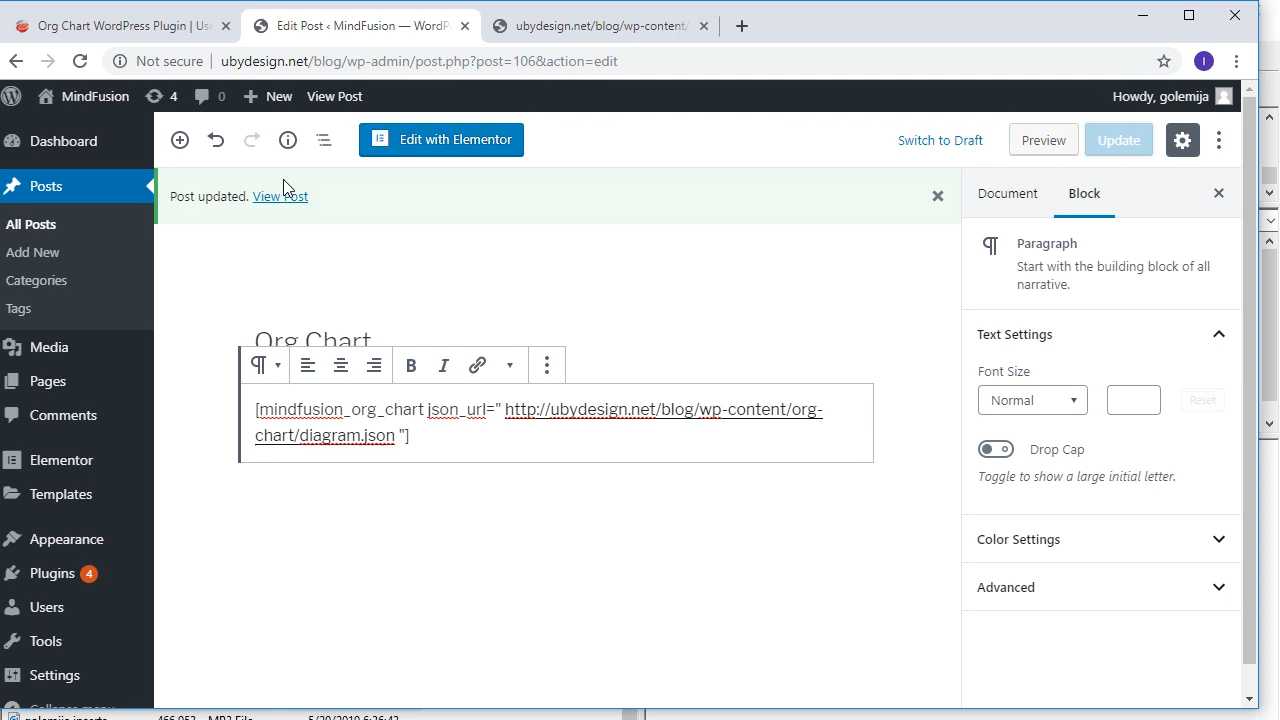 Org Chart WordPress Plugin | Use
Edit Post ‹ MindFusion — WordP
ubydesign.net/blog/wp-content/
Not secure
ubydesign.net/blog/wp-admin/post.php?post=106&action=edit
I
MindFusion
4
0
New
View Post
Howdy, golemija
Dashboard
Posts
All Posts
Add New
Categories
Tags
Media
Pages
Comments
Elementor
Templates
Appearance
Plugins 4
Users
Tools
Settings
Collapse menu
Edit with Elementor
Switch to Draft
Preview
Update
Post updated. View Post
Org Chart
[mindfusion_org_chart json_url=" http://ubydesign.net/blog/wp-content/org-
chart/diagram.json "]
Document
Block
Paragraph
Start with the building block of all
narrative.
Text Settings
Font Size
Normal
Reset
Drop Cap
Toggle to show a large initial letter.
Color Settings
Advanced